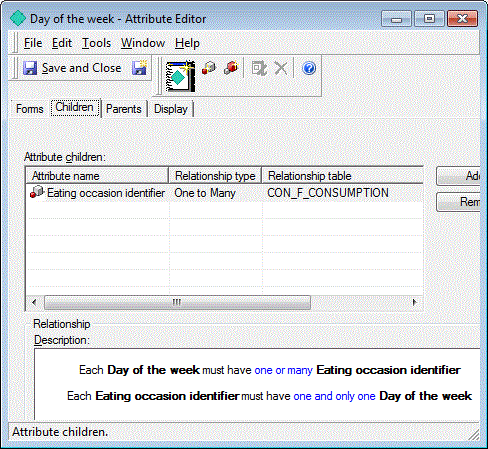 Day of the week - Attribute Editor
File Edit Tools Window Help
Save and Close
Forms Children Parents Display
Attribute children:
Attribute name Relationship type Relationship table
Eating occasion identifier One to Many CON_F_CONSUMPTION
Add
Rem
Relationship
Description:
Each Day of the week must have one or many Eating occasion identifier
Each Eating occasion identifier must have one and only one Day of the week
Attribute children.